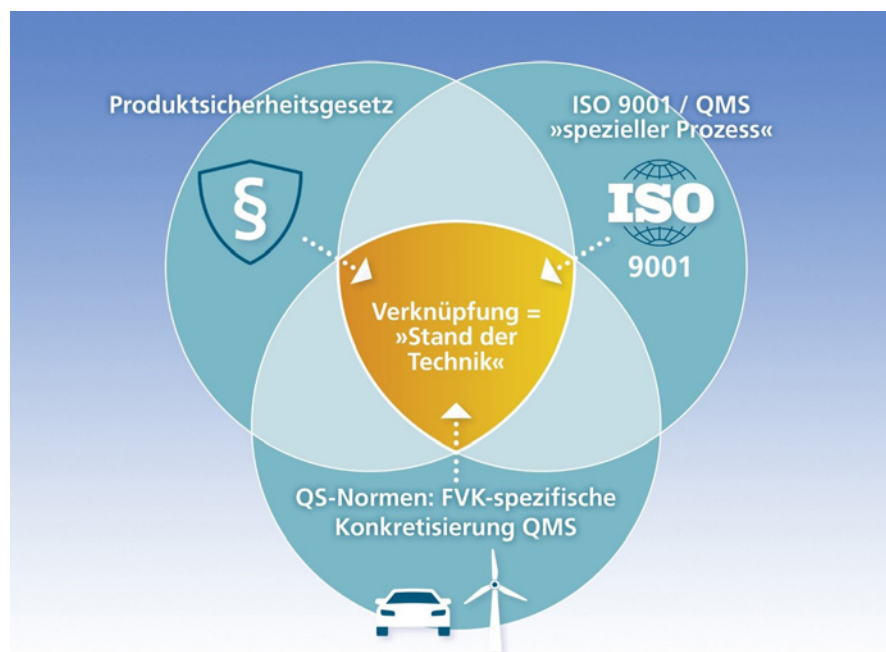 Produktsicherheitsgesetz
§
ISO 9001 / QMS
»spezieller Prozess«
ISO
9001
Verknüpfung =
»Stand der
Technik«
QS-Normen: FVK-spezifische
Konkretisierung QMS